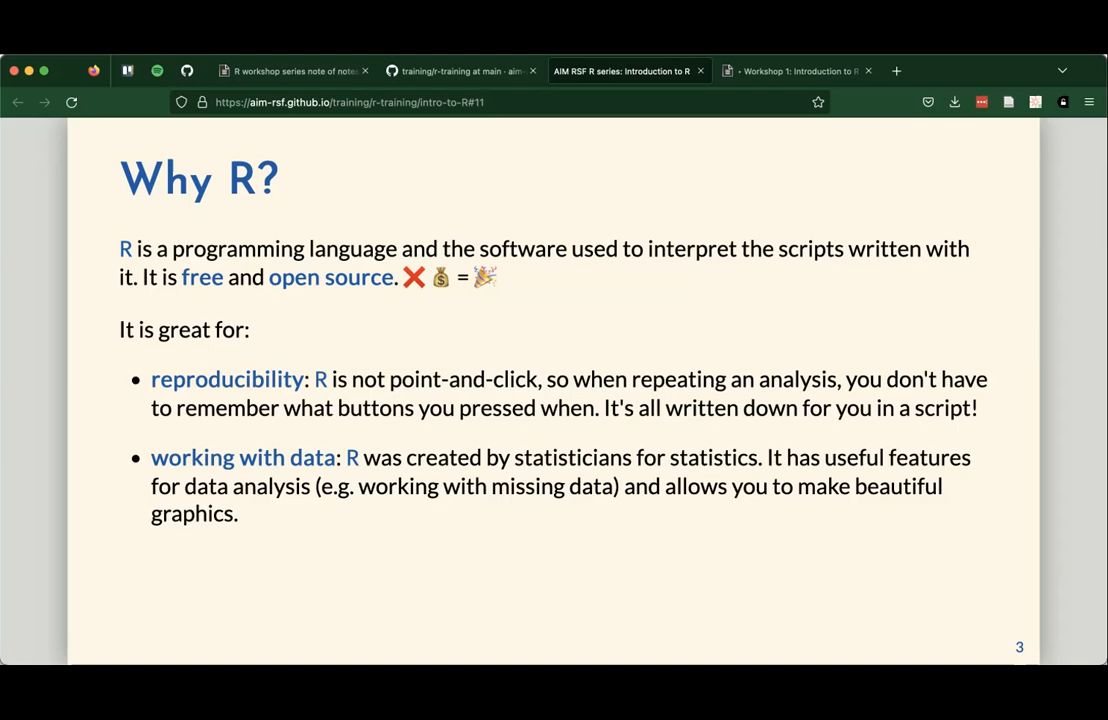 R workshop series note of note
training/r-training at main · aim-
AIM RSF R series: Introduction to R
· Workshop 1: Introduction to R
https://aim-rsf.github.io/training/r-training/intro-to-R#11
Why R?
R is a programming language and the software used to interpret the scripts written with
it. It is free and open source. ❌ 💰 = 🎉
It is great for:
• reproducibility: R is not point-and-click, so when repeating an analysis, you don't have
to remember what buttons you pressed when. It's all written down for you in a script!
• working with data: R was created by statisticians for statistics. It has useful features
for data analysis (e.g. working with missing data) and allows you to make beautiful
graphics.
3